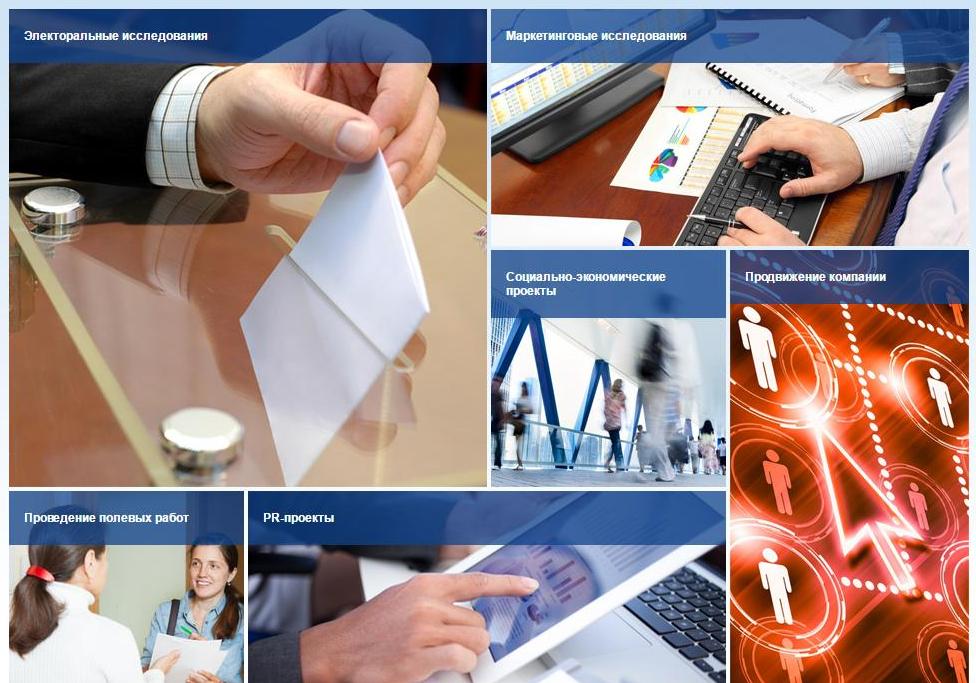 Электоральные исследования
Маркетинговые исследования
Социально-экономические
проекты
Продвижение компании
Проведение полевых работ
PR-проекты